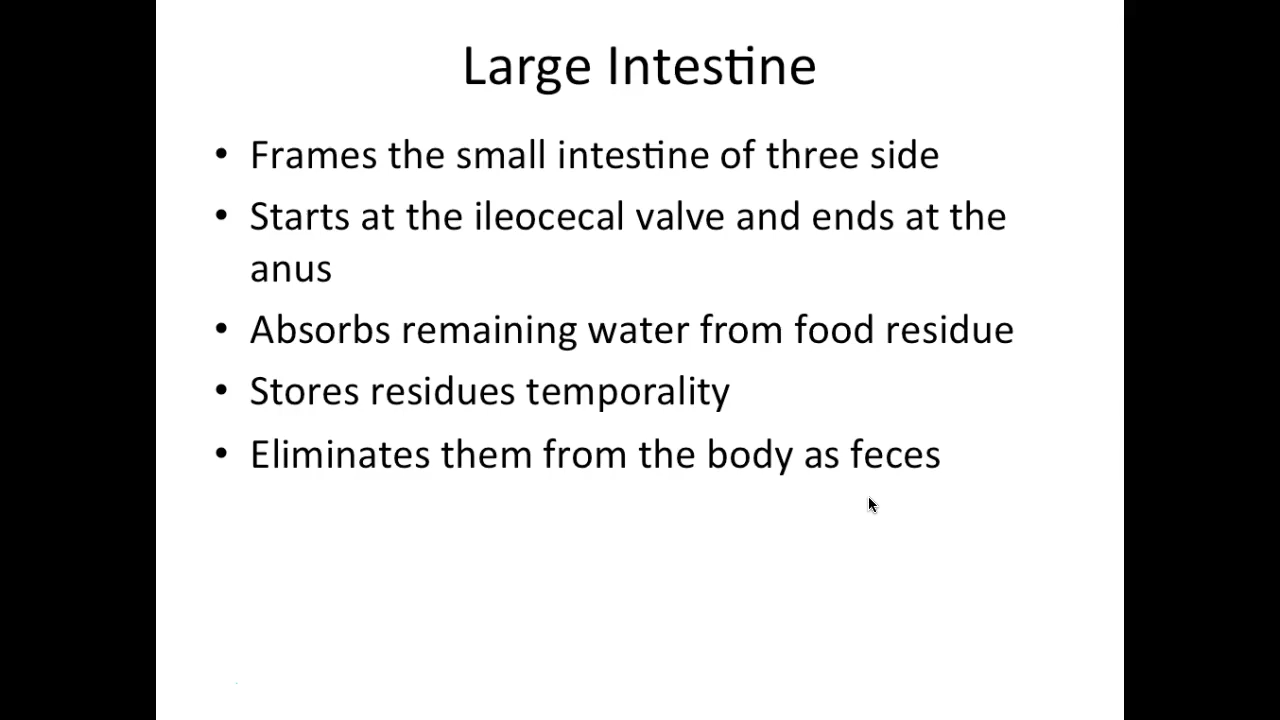 Large Intestine
• Frames the small intestine of three side
• Starts at the ileocecal valve and ends at the
anus
• Absorbs remaining water from food residue
• Stores residues temporality
• Eliminates them from the body as feces